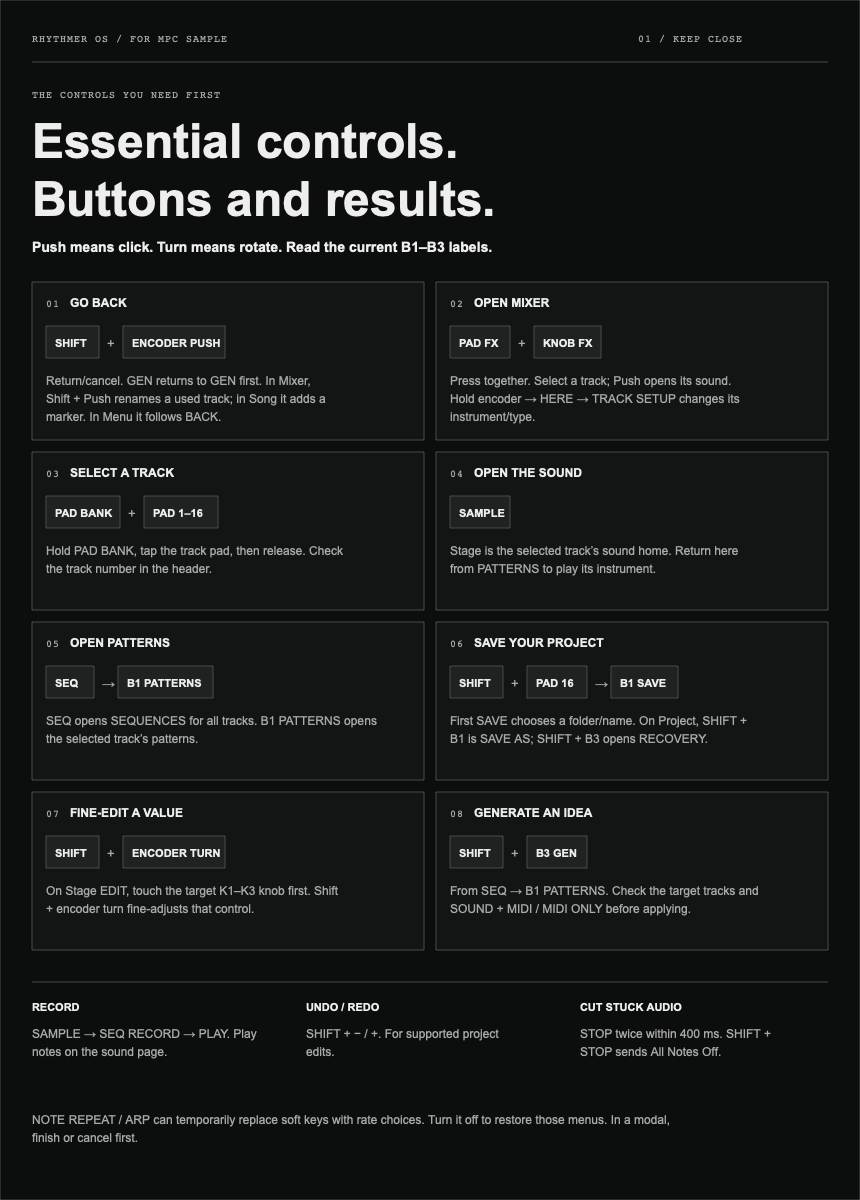 RHYTHMER OS / FOR MPC SAMPLE
01 / KEEP CLOSE
THE CONTROLS YOU NEED FIRST
Essential controls.
Buttons and results.
Push means click. Turn means rotate. Read the current B1–B3 labels.
01 GO BACK
SHIFT + ENCODER PUSH
Return/cancel. GEN returns to GEN first. In Mixer,
Shift + Push renames a used track; in Song it adds a
marker. In Menu it follows BACK.
02 OPEN MIXER
PAD FX + KNOB FX
Press together. Select a track; Push opens its sound.
Hold encoder → HERE → TRACK SETUP changes its
instrument/type.
03 SELECT A TRACK
PAD BANK + PAD 1–16
Hold PAD BANK, tap the track pad, then release. Check
the track number in the header.
04 OPEN THE SOUND
SAMPLE
Stage is the selected track’s sound home. Return here
from PATTERNS to play its instrument.
05 OPEN PATTERNS
SEQ → B1 PATTERNS
SEQ opens SEQUENCES for all tracks. B1 PATTERNS opens
the selected track’s patterns.
06 SAVE YOUR PROJECT
SHIFT + PAD 16 → B1 SAVE
First SAVE chooses a folder/name. On Project, SHIFT +
B1 is SAVE AS; SHIFT + B3 opens RECOVERY.
07 FINE-EDIT A VALUE
SHIFT + ENCODER TURN
On Stage EDIT, touch the target K1–K3 knob first. Shift
+ encoder turn fine-adjusts that control.
08 GENERATE AN IDEA
SHIFT + B3 GEN
From SEQ → B1 PATTERNS. Check the target tracks and
SOUND + MIDI / MIDI ONLY before applying.
RECORD
SAMPLE → SEQ RECORD → PLAY. Play
notes on the sound page.
UNDO / REDO
SHIFT + − / +. For supported project
edits.
CUT STUCK AUDIO
STOP twice within 400 ms. SHIFT +
STOP sends All Notes Off.
NOTE REPEAT / ARP can temporarily replace soft keys with rate choices. Turn it off to restore those menus. In a modal,
finish or cancel first.